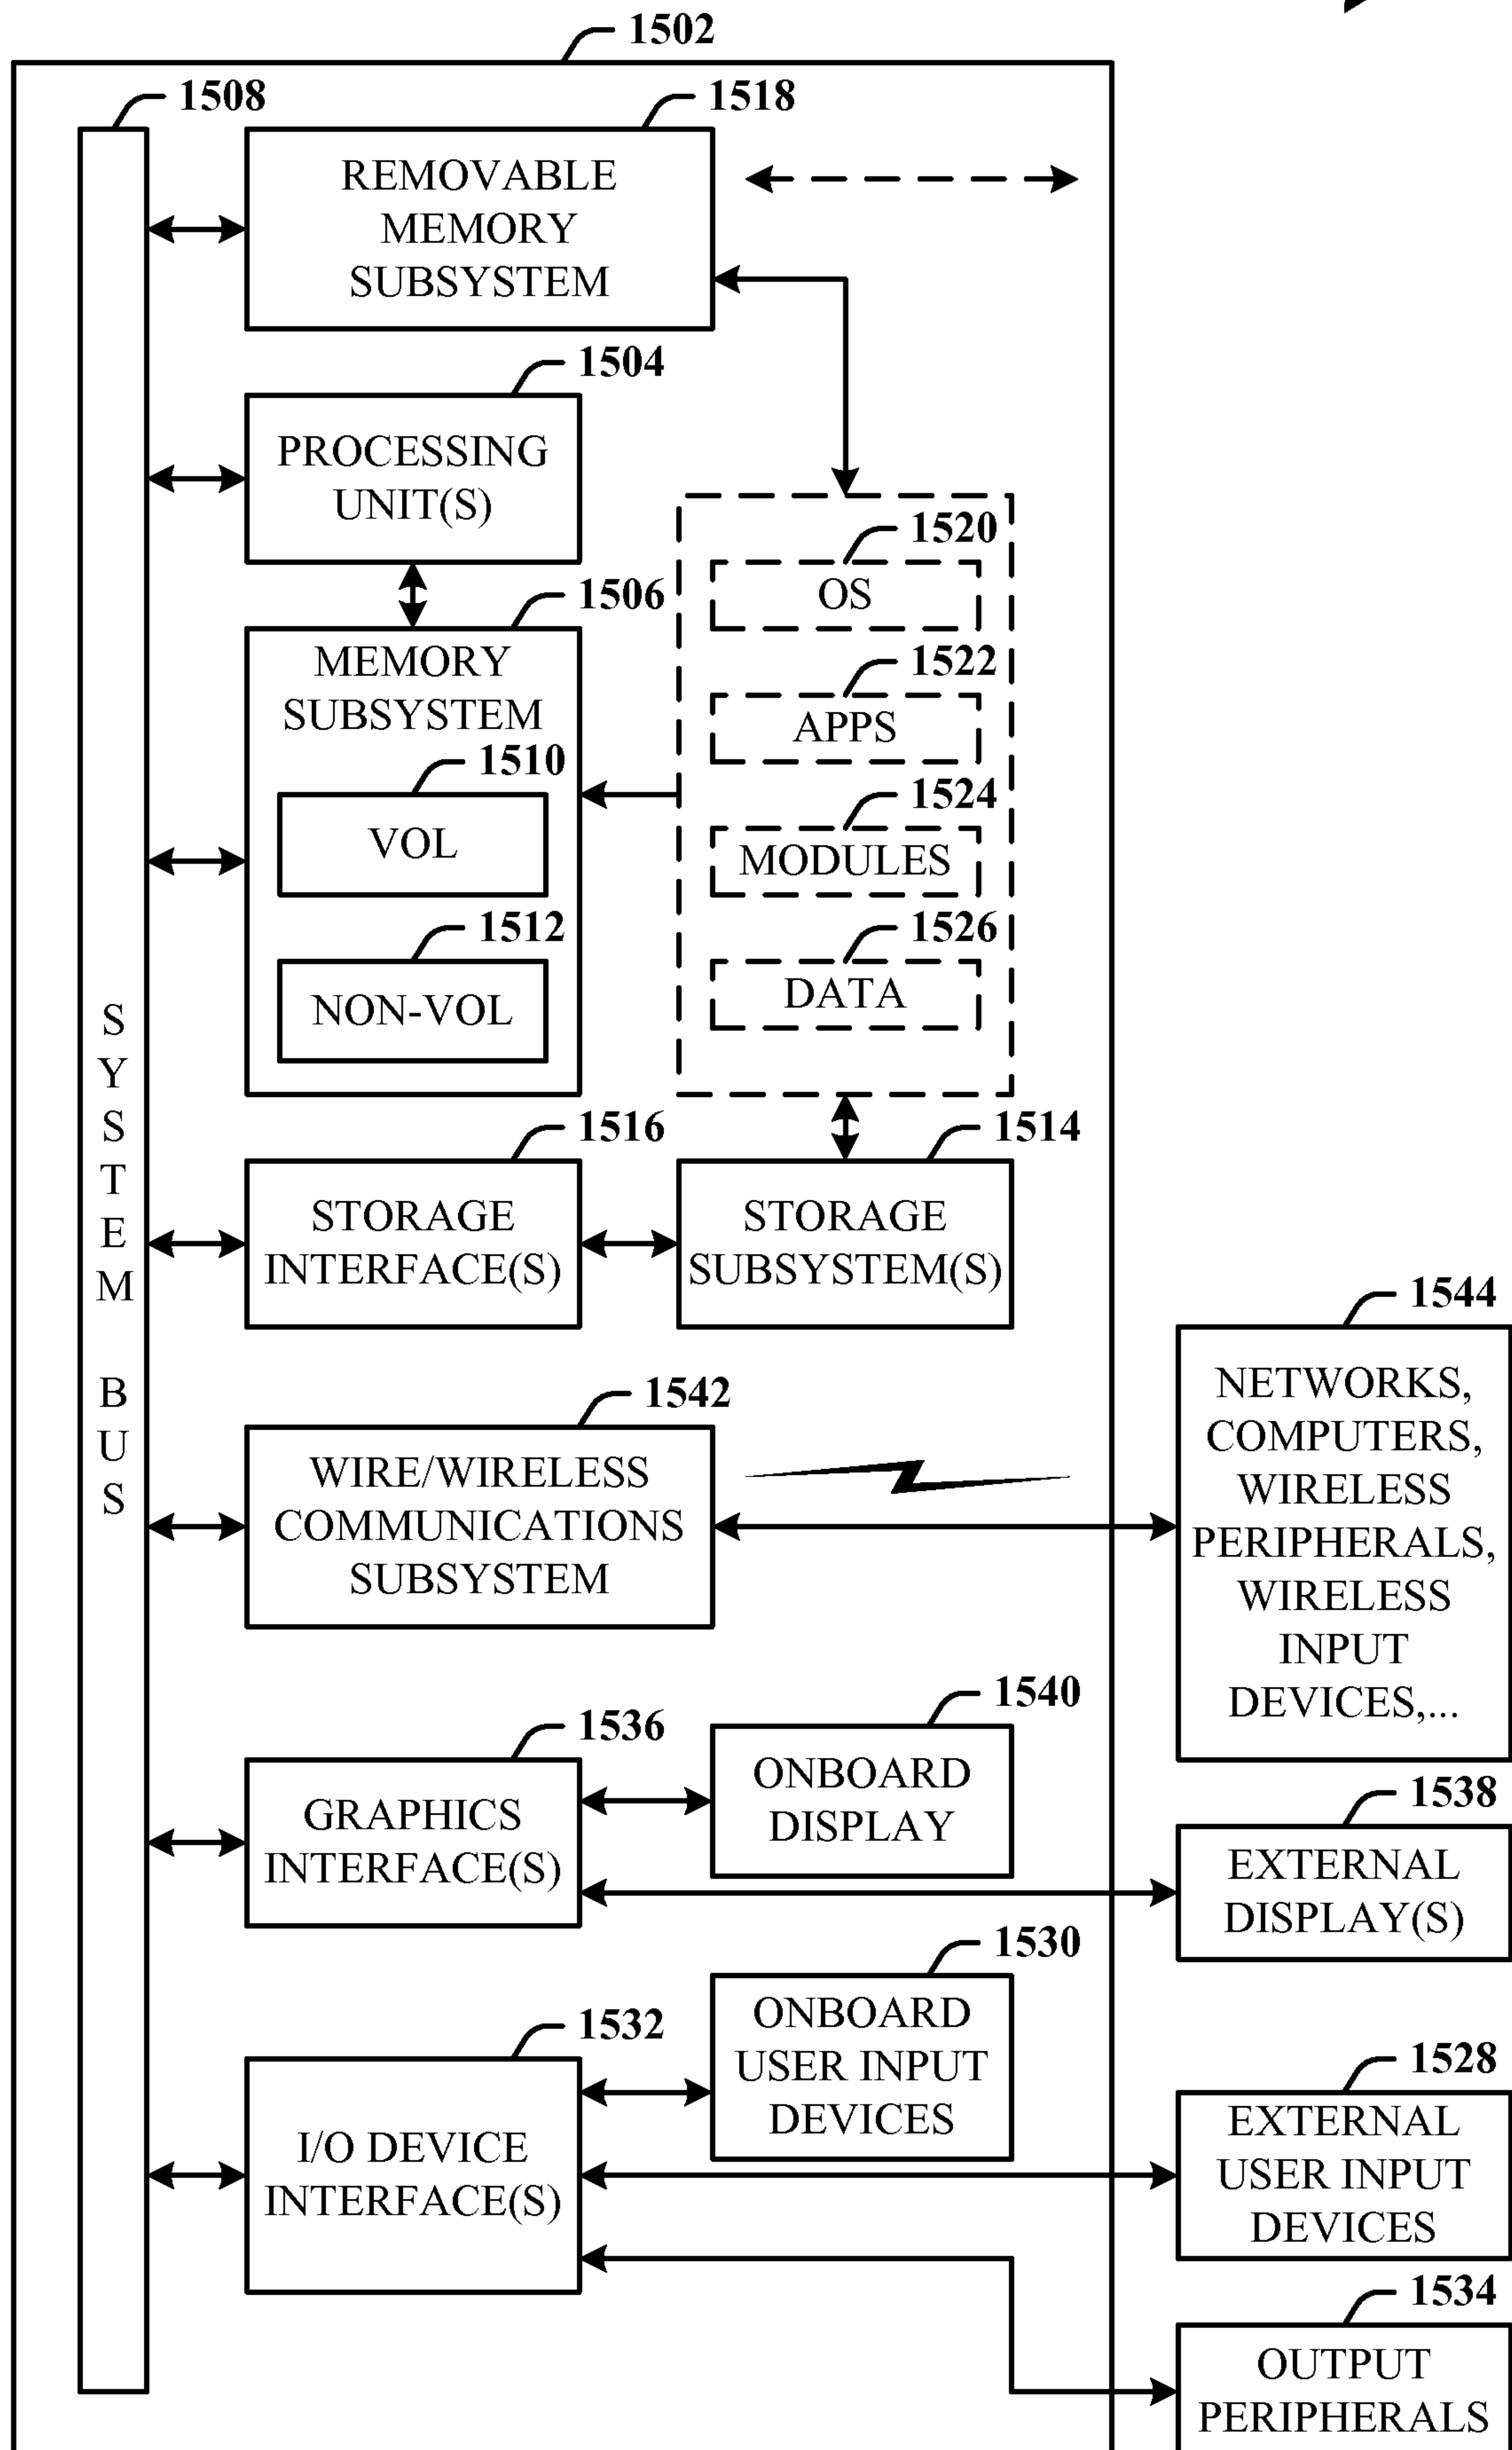 1502
1508
1518
REMOVABLE
MEMORY
SUBSYSTEM
1504
PROCESSING
UNIT(S)
1520
OS
1506
MEMORY
SUBSYSTEM
1522
APPS
1510
VOL
1524
MODULES
1512
NON-VOL
1526
DATA
SYSTEM BUS
1516
STORAGE
INTERFACE(S)
1514
STORAGE
SUBSYSTEM(S)
1544
NETWORKS,
COMPUTERS,
WIRELESS
PERIPHERALS,
WIRELESS
INPUT
DEVICES,...
1542
WIRE/WIRELESS
COMMUNICATIONS
SUBSYSTEM
1536
GRAPHICS
INTERFACE(S)
1540
ONBOARD
DISPLAY
1538
EXTERNAL
DISPLAY(S)
1530
ONBOARD
USER INPUT
DEVICES
1532
I/O DEVICE
INTERFACE(S)
1528
EXTERNAL
USER INPUT
DEVICES
1534
OUTPUT
PERIPHERALS